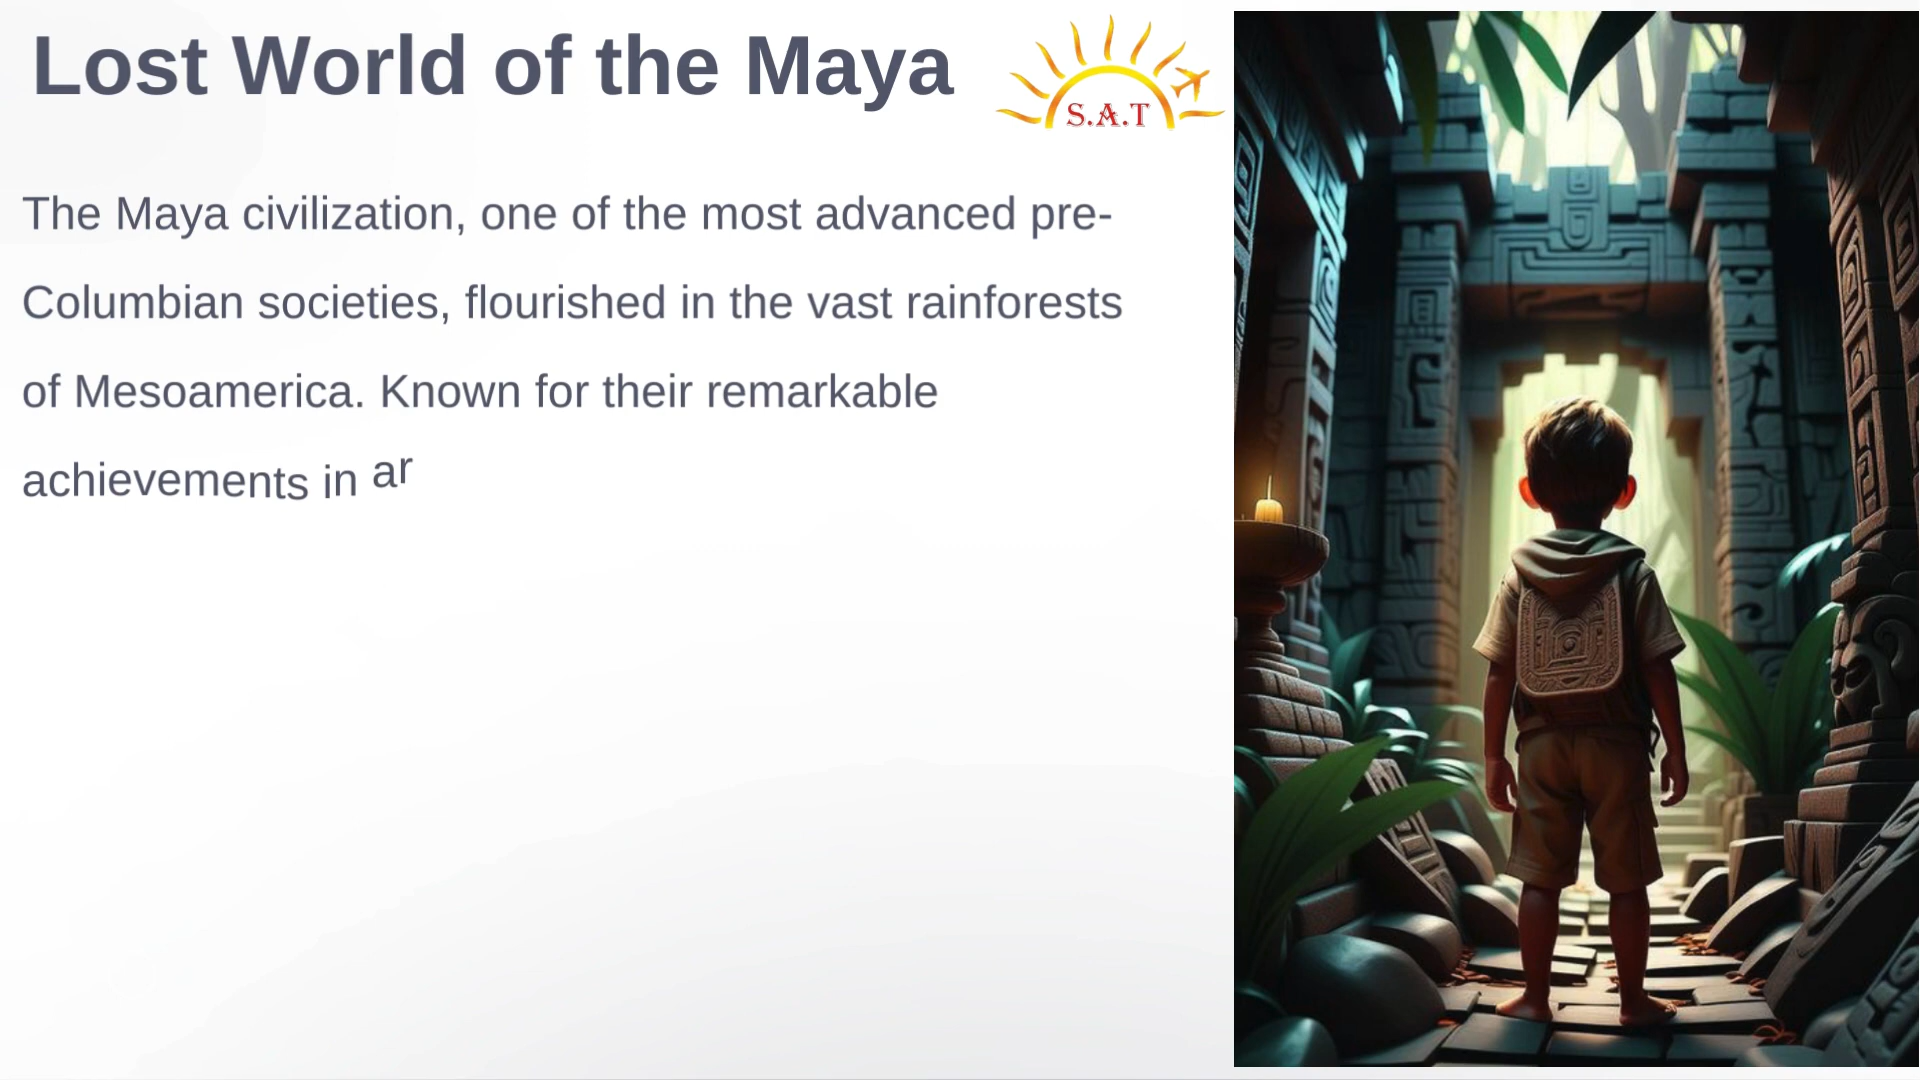 Lost World of the Maya
S.A.T
The Maya civilization, one of the most advanced pre-
Columbian societies, flourished in the vast rainforests
of Mesoamerica. Known for their remarkable
achievements in ar